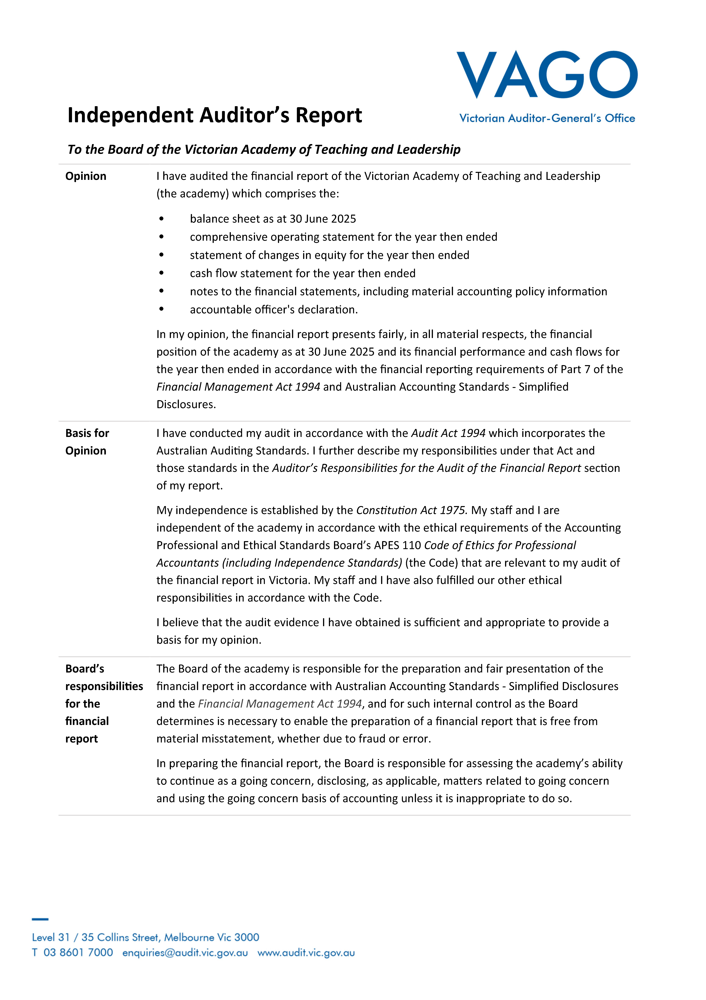 VAGO
Victorian Auditor-General’s Office
Independent Auditor’s Report
To the Board of the Victorian Academy of Teaching and Leadership
Opinion
I have audited the financial report of the Victorian Academy of Teaching and Leadership
(the academy) which comprises the:
• balance sheet as at 30 June 2025
• comprehensive operating statement for the year then ended
• statement of changes in equity for the year then ended
• cash flow statement for the year then ended
• notes to the financial statements, including material accounting policy information
• accountable officer's declaration.
In my opinion, the financial report presents fairly, in all material respects, the financial
position of the academy as at 30 June 2025 and its financial performance and cash flows for
the year then ended in accordance with the financial reporting requirements of Part 7 of the
Financial Management Act 1994 and Australian Accounting Standards - Simplified
Disclosures.
Basis for
Opinion
I have conducted my audit in accordance with the Audit Act 1994 which incorporates the
Australian Auditing Standards. I further describe my responsibilities under that Act and
those standards in the Auditor’s Responsibilities for the Audit of the Financial Report section
of my report.
My independence is established by the Constitution Act 1975. My staff and I are
independent of the academy in accordance with the ethical requirements of the Accounting
Professional and Ethical Standards Board’s APES 110 Code of Ethics for Professional
Accountants (including Independence Standards) (the Code) that are relevant to my audit of
the financial report in Victoria. My staff and I have also fulfilled our other ethical
responsibilities in accordance with the Code.
I believe that the audit evidence I have obtained is sufficient and appropriate to provide a
basis for my opinion.
Board’s
responsibilities
for the
financial
report
The Board of the academy is responsible for the preparation and fair presentation of the
financial report in accordance with Australian Accounting Standards - Simplified Disclosures
and the Financial Management Act 1994, and for such internal control as the Board
determines is necessary to enable the preparation of a financial report that is free from
material misstatement, whether due to fraud or error.
In preparing the financial report, the Board is responsible for assessing the academy’s ability
to continue as a going concern, disclosing, as applicable, matters related to going concern
and using the going concern basis of accounting unless it is inappropriate to do so.
Level 31 / 35 Collins Street, Melbourne Vic 3000
T 03 8601 7000 enquiries@audit.vic.gov.au www.audit.vic.gov.au